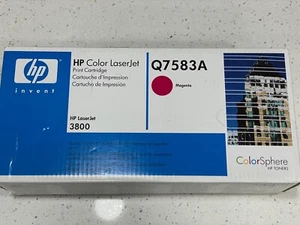 hp
invent
HP Color LaserJet
Print Cartridge
Cartouche d'Impression
Cartucho de Impresión
HP LaserJet
3800
Q7583A
Magenta
ColorSphere
HP TONERS